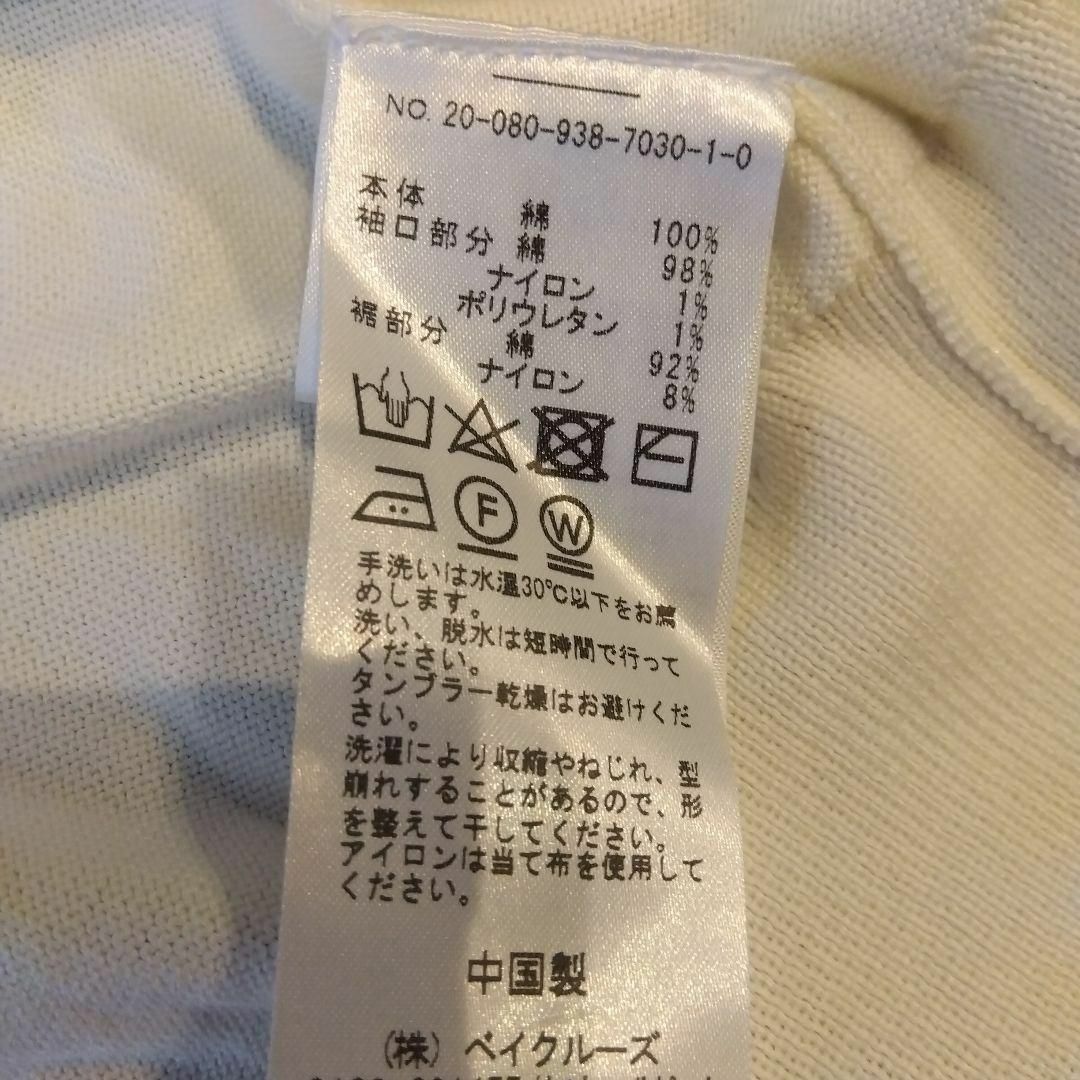 NO. 20-080-938-7030-1-0
本体 綿 100%
袖口部分 綿 98%
ナイロン 1%
ポリウレタン 1%
裾部分 綿 92%
ナイロン 8%
F W
手洗いは水温30℃以下をお薦
めします。
洗い、脱水は短時間で行って
ください。
タンブラー乾燥はお避けくだ
さい。
洗濯により収縮やねじれ、型
崩れすることがあるので、形
を整えて干してください。
アイロンは当て布を使用して
ください。
中国製
(株) ベイクルーズ